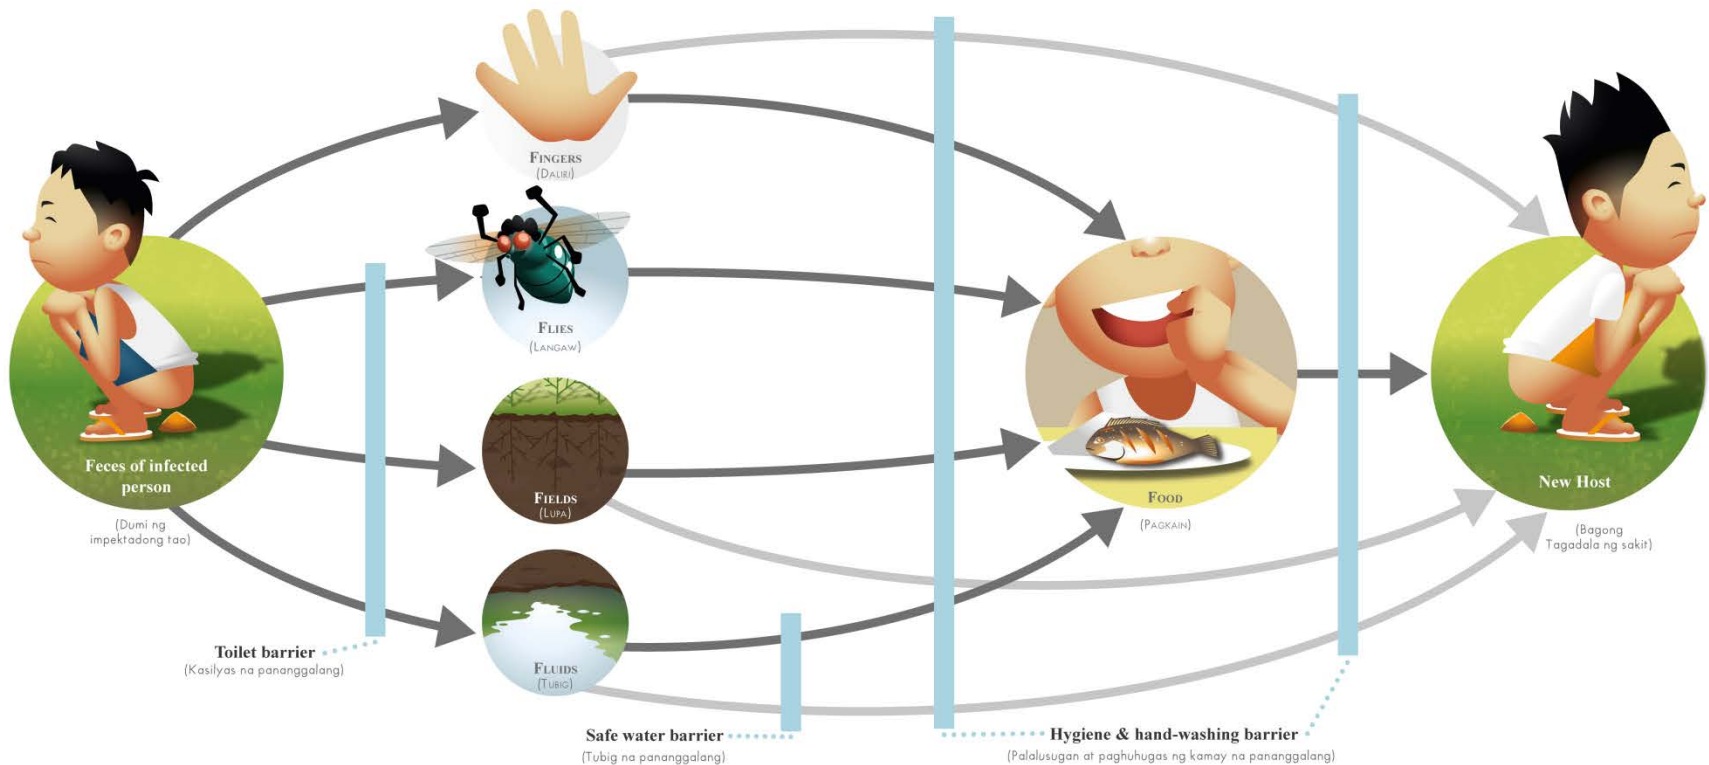 FINGERS
(DALIRI)
FLIES
(LANGAW)
FIELDS
(LUPA)
FLUIDS
(TUBIG)
Feces of infected
person
(Dumi ng
impektadong tao)
Toilet barrier
(Kasilyas na pananggalang)
Safe water barrier
(Tubig na pananggalang)
FOOD
(PAGKAIN)
Hygiene & hand-washing barrier
(Palalusugan at paghuhugas ng kamay na pananggalang)
New Host
(Bagong
Tagadala ng sakit)